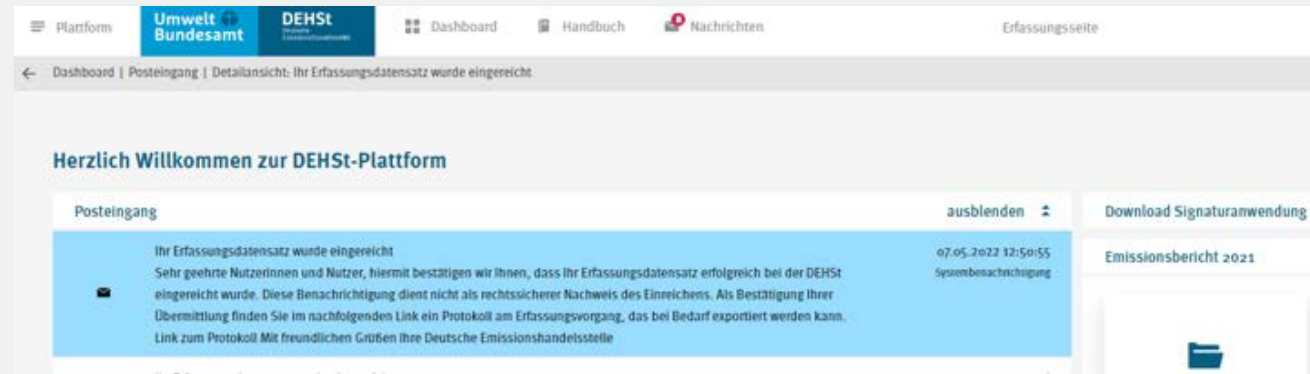 Plattform
Umwelt
Bundesamt
DEHSt
Deutsche
Emissionshandelsstelle
Dashboard
Handbuch
Nachrichten
Erfassungsseite
Dashboard | Posteingang | Detailansicht: Ihr Erfassungsdatensatz wurde eingereicht
Herzlich Willkommen zur DEHSt-Plattform
Posteingang
ausblenden
Ihr Erfassungsdatensatz wurde eingereicht
07.05.2022 12:50:55
Sehr geehrte Nutzerinnen und Nutzer, hiermit bestätigen wir Ihnen, dass Ihr Erfassungsdatensatz erfolgreich bei der DEHSt
Systembenachrichtigung
eingereicht wurde. Diese Benachrichtigung dient nicht als rechtssicherer Nachweis des Einreichens. Als Bestätigung Ihrer
Übermittlung finden Sie im nachfolgenden Link ein Protokoll am Erfassungsvorgang, das bei Bedarf exportiert werden kann.
Link zum Protokoll Mit freundlichen Grüßen Ihre Deutsche Emissionshandelsstelle
Download Signaturanwendung
Emissionsbericht 2021